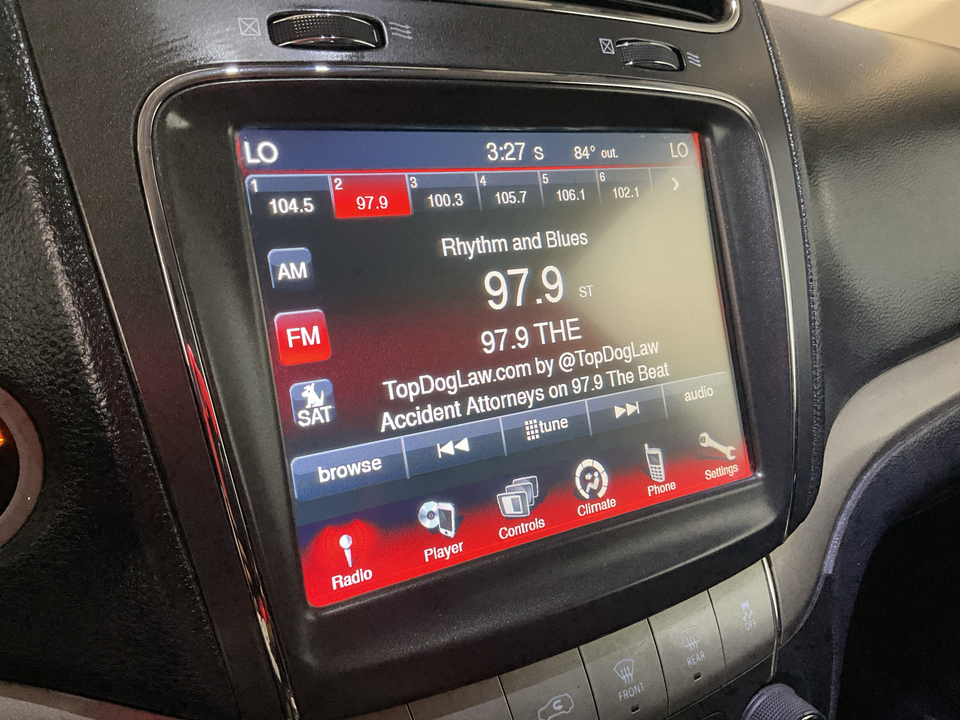 LO 3:27 S 84° out. LO
1 2 3 4 5 6
104.5 97.9 100.3 105.7 106.1 102.1
Rhythm and Blues
AM
97.9 ST
FM
97.9 THE
TopDogLaw.com by @TopDogLaw
SAT
Accident Attorneys on 97.9 The Beat
browse tune audio
Radio Player Controls Climate Phone Settings
FRONT REAR OFF